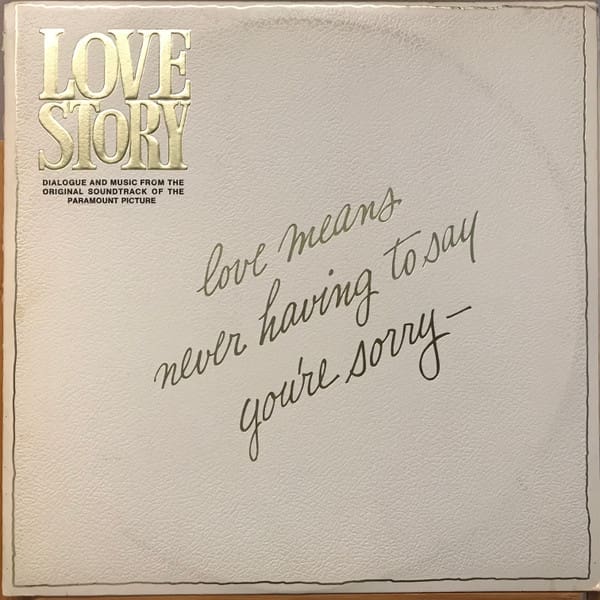 LOVE
STORY
DIALOGUE AND MUSIC FROM THE
ORIGINAL SOUNDTRACK OF THE
PARAMOUNT PICTURE
love means
never having to say
you're sorry—